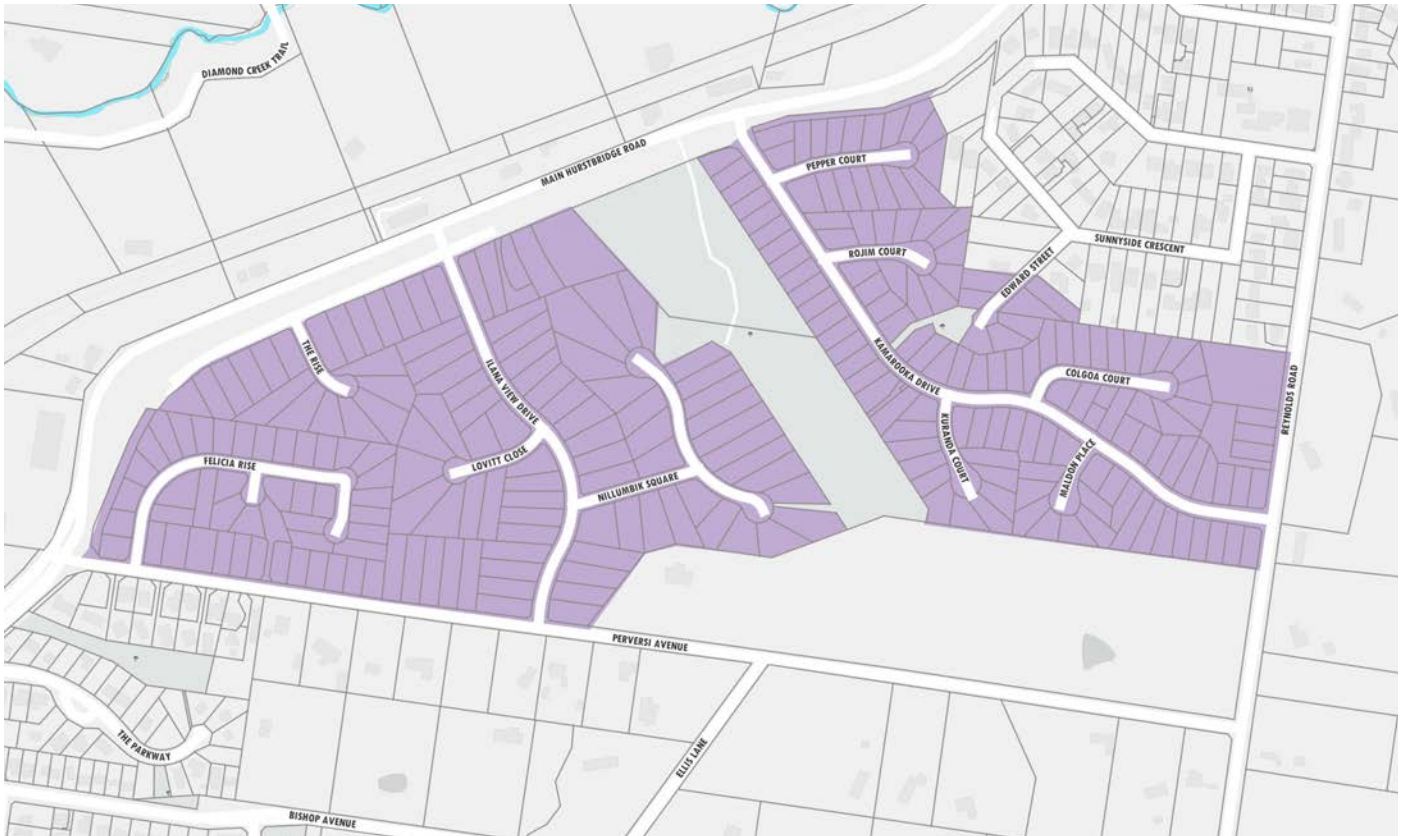 DIAMOND CREEK TRAIL
MAIN HURSTBRIDGE ROAD
PEPPER COURT
SUNNYSIDE CRESCENT
ROJIM COURT
EDWARD STREET
THE RISE
ILANA VIEW DRIVE
KAMAROOKA DRIVE
COLGOA COURT
REYNOLDS ROAD
KURANDA COURT
LOVITT CLOSE
FELICIA RISE
MALDON PLACE
NILLUMBIK SQUARE
PERVERSI AVENUE
THE PARKWAY
ELLIS LANE
BISHOP AVENUE